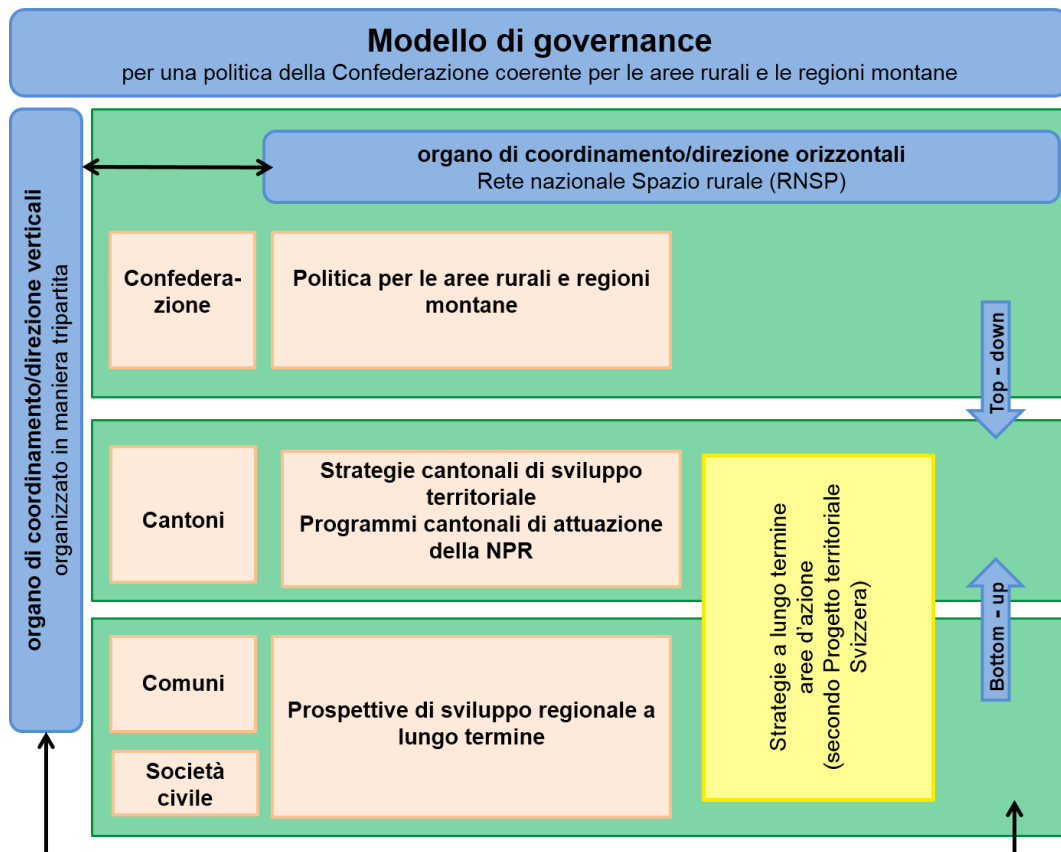 Modello di governance
per una politica della Confederazione coerente per le aree rurali e le regioni montane
organo di coordinamento/direzione verticali
organizzato in maniera tripartita
organo di coordinamento/direzione orizzontali
Rete nazionale Spazio rurale (RNSP)
Confedera-
zione
Politica per le aree rurali e regioni
montane
Top - down
Cantoni
Strategie cantonali di sviluppo
territoriale
Programmi cantonali di attuazione
della NPR
Strategie a lungo termine
aree d'azione
(secondo Progetto territoriale
Svizzera)
Bottom - up
Comuni
Società
civile
Prospettive di sviluppo regionale a
lungo termine